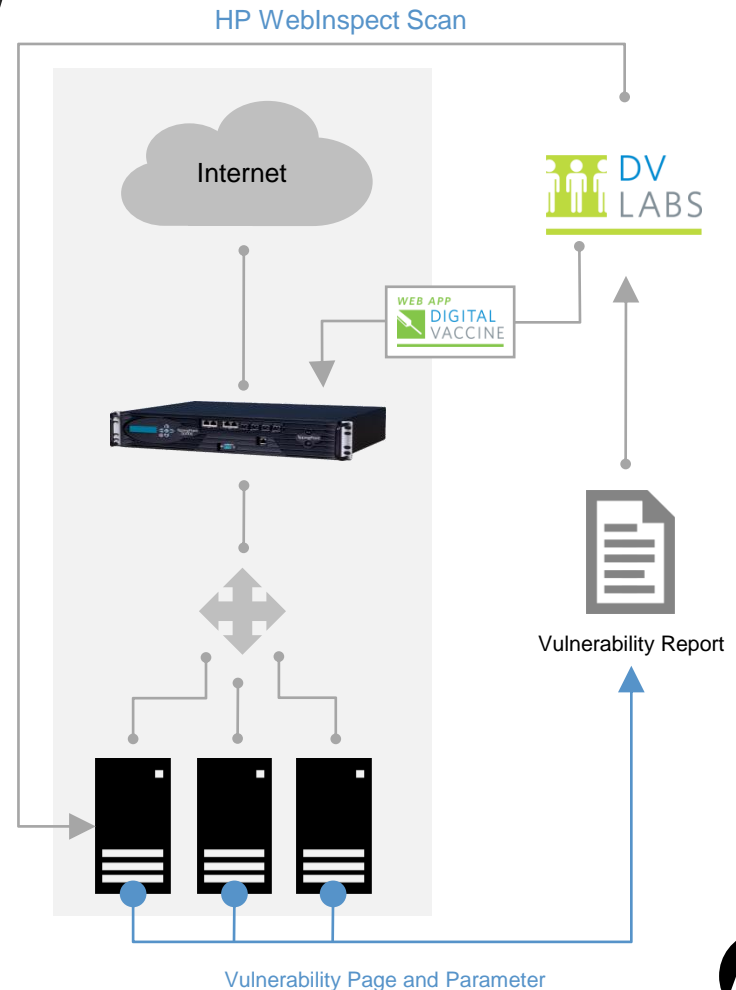 HP WebInspect Scan
Internet
DV
LABS
WEB APP
DIGITAL
VACCINE
Vulnerability Report
Vulnerability Page and Parameter